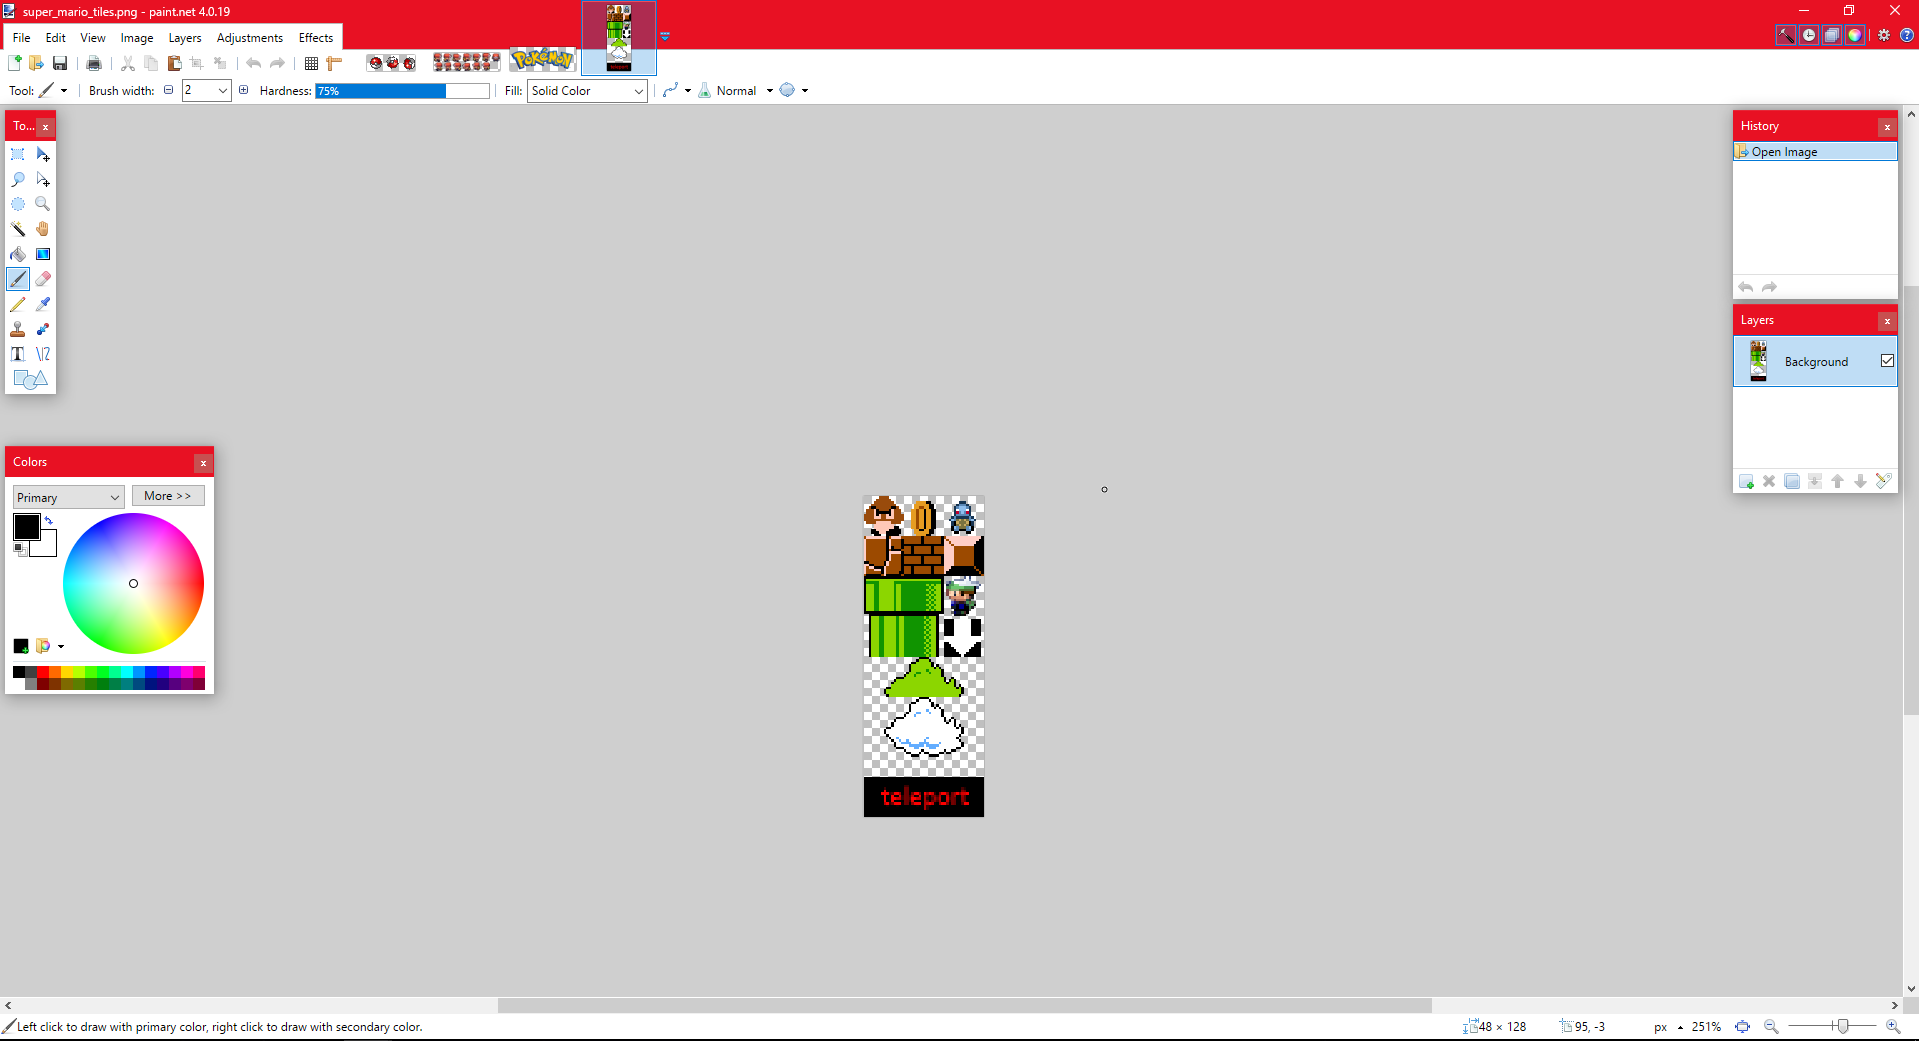 super_mario_tiles.png - paint.net 4.0.19
File Edit View Image Layers Adjustments Effects
POKéMON
Tool: Brush width: 2 Hardness: 75% Fill: Solid Color Normal
To...
History
Open Image
Layers
Background
Colors
Primary More >>
teleport
Left click to draw with primary color, right click to draw with secondary color.
48 × 128 95, -3 px 251%